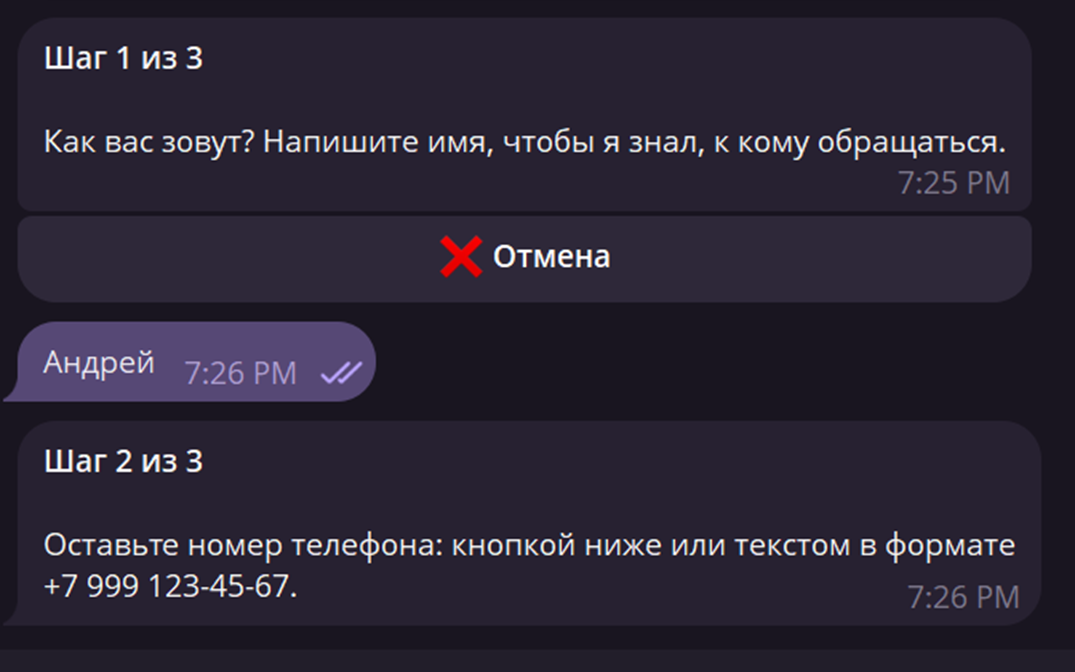 Шаг 1 из 3
Как вас зовут? Напишите имя, чтобы я знал, к кому обращаться.
7:25 PM
❌ Отмена
Андрей 7:26 PM
Шаг 2 из 3
Оставьте номер телефона: кнопкой ниже или текстом в формате
+7 999 123-45-67.
7:26 PM